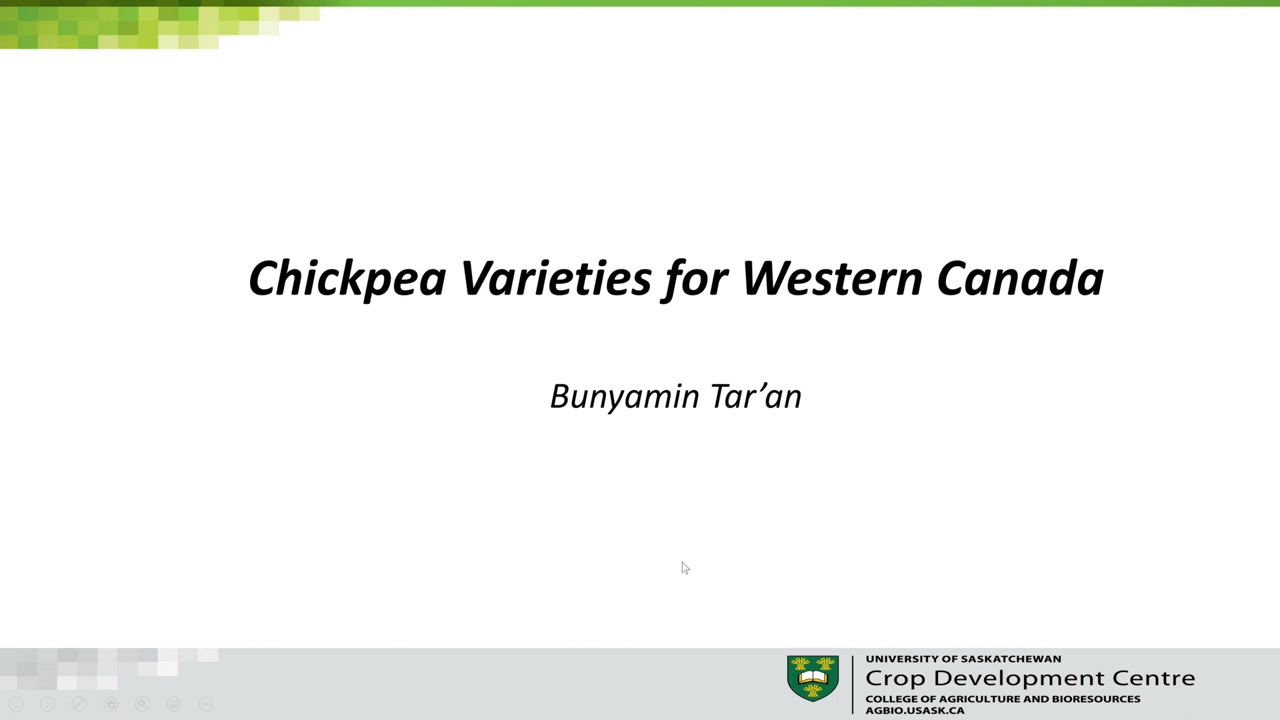 Chickpea Varieties for Western Canada
Bunyamin Tar’an
UNIVERSITY OF SASKATCHEWAN
Crop Development Centre
COLLEGE OF AGRICULTURE AND BIORESOURCES
AGBIO.USASK.CA